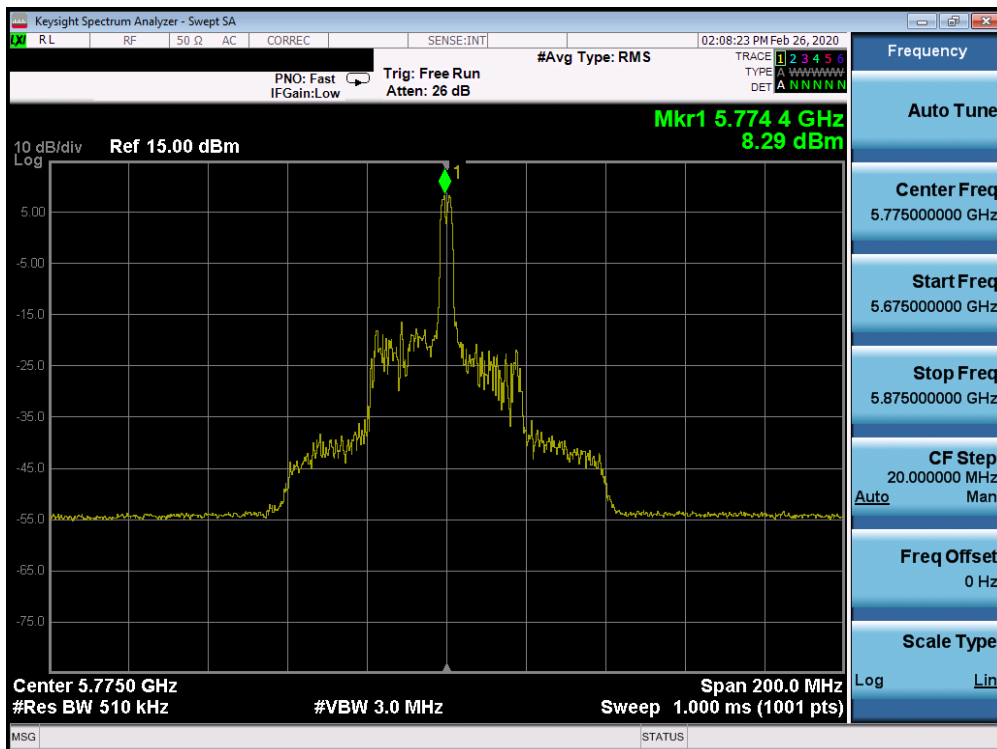 Keysight Spectrum Analyzer - Swept SA
LXI RL RF 50 Ω AC CORREC SENSE:INT 02:08:23 PM Feb 26, 2020
PNO: Fast
IFGain:Low
Trig: Free Run
Atten: 26 dB
#Avg Type: RMS
TRACE 1 2 3 4 5 6
TYPE A WWWWW
DET A N N N N N
Mkr1 5.774 4 GHz
8.29 dBm
10 dB/div Ref 15.00 dBm
Log
1
5.00
-5.00
-15.0
-25.0
-35.0
-45.0
-55.0
-65.0
-75.0
Center 5.7750 GHz Span 200.0 MHz
#Res BW 510 kHz #VBW 3.0 MHz Sweep 1.000 ms (1001 pts)
MSG STATUS
Frequency
Auto Tune
Center Freq
5.775000000 GHz
Start Freq
5.675000000 GHz
Stop Freq
5.875000000 GHz
CF Step
20.000000 MHz
Auto Man
Freq Offset
0 Hz
Scale Type
Log Lin